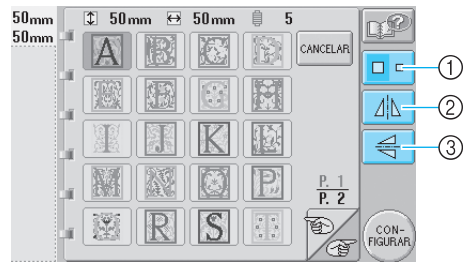 50mm
50mm
50mm 50mm 5
CANCELAR
A B C D
E F G H
I J K L
M N O P
Q R S T
P. 1
P. 2
CON-
FIGURAR
1
2
3